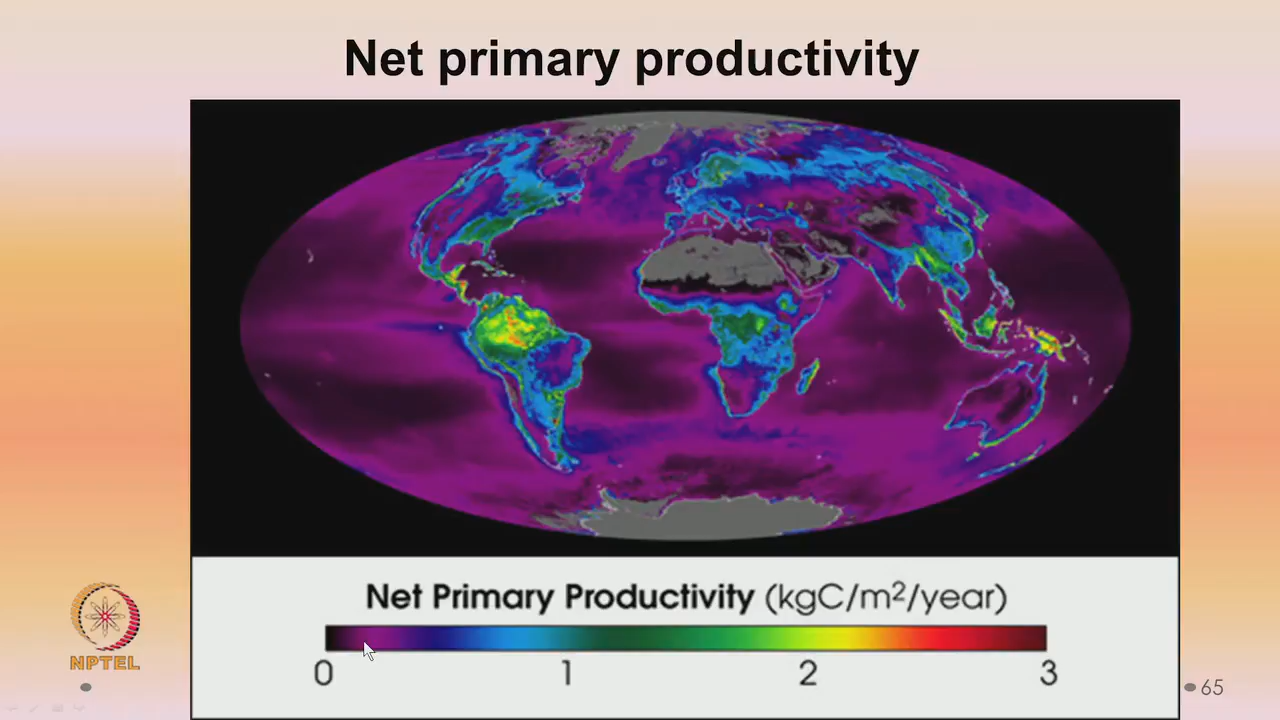 Net primary productivity
Net Primary Productivity (kgC/m²/year)
0 1 2 3
NPTEL
65